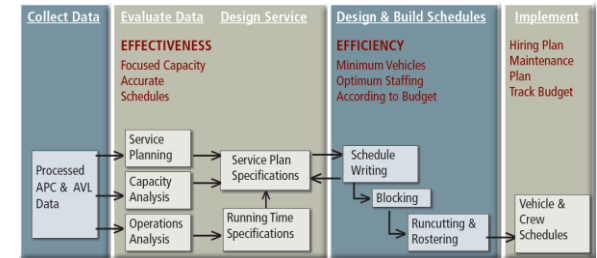 Collect Data
Evaluate Data
Design Service
Design & Build Schedules
Implement
EFFECTIVENESS
Focused Capacity
Accurate
Schedules
EFFICIENCY
Minimum Vehicles
Optimum Staffing
According to Budget
Hiring Plan
Maintenance
Plan
Track Budget
Processed
APC & AVL
Data
Service
Planning
Capacity
Analysis
Operations
Analysis
Service Plan
Specifications
Running Time
Specifications
Schedule
Writing
Blocking
Runcutting &
Rostering
Vehicle &
Crew
Schedules